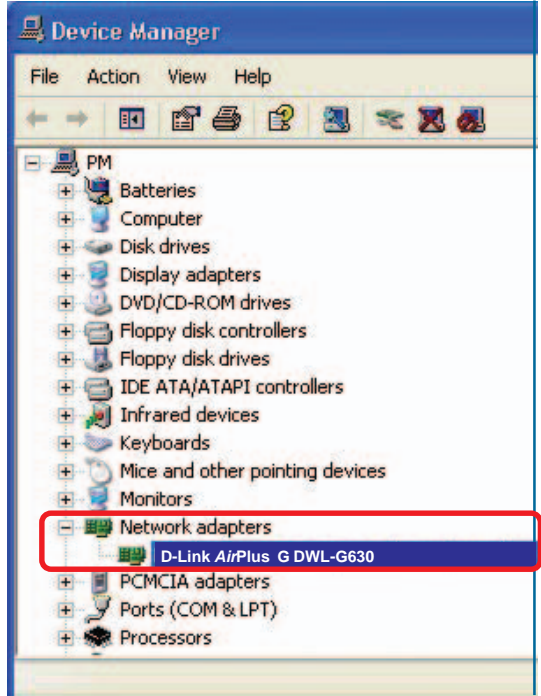 Device Manager
File Action View Help
PM
Batteries
Computer
Disk drives
Display adapters
DVD/CD-ROM drives
Floppy disk controllers
Floppy disk drives
IDE ATA/ATAPI controllers
Infrared devices
Keyboards
Mice and other pointing devices
Monitors
Network adapters
D-Link AirPlus G DWL-G630
PCMCIA adapters
Ports (COM & LPT)
Processors